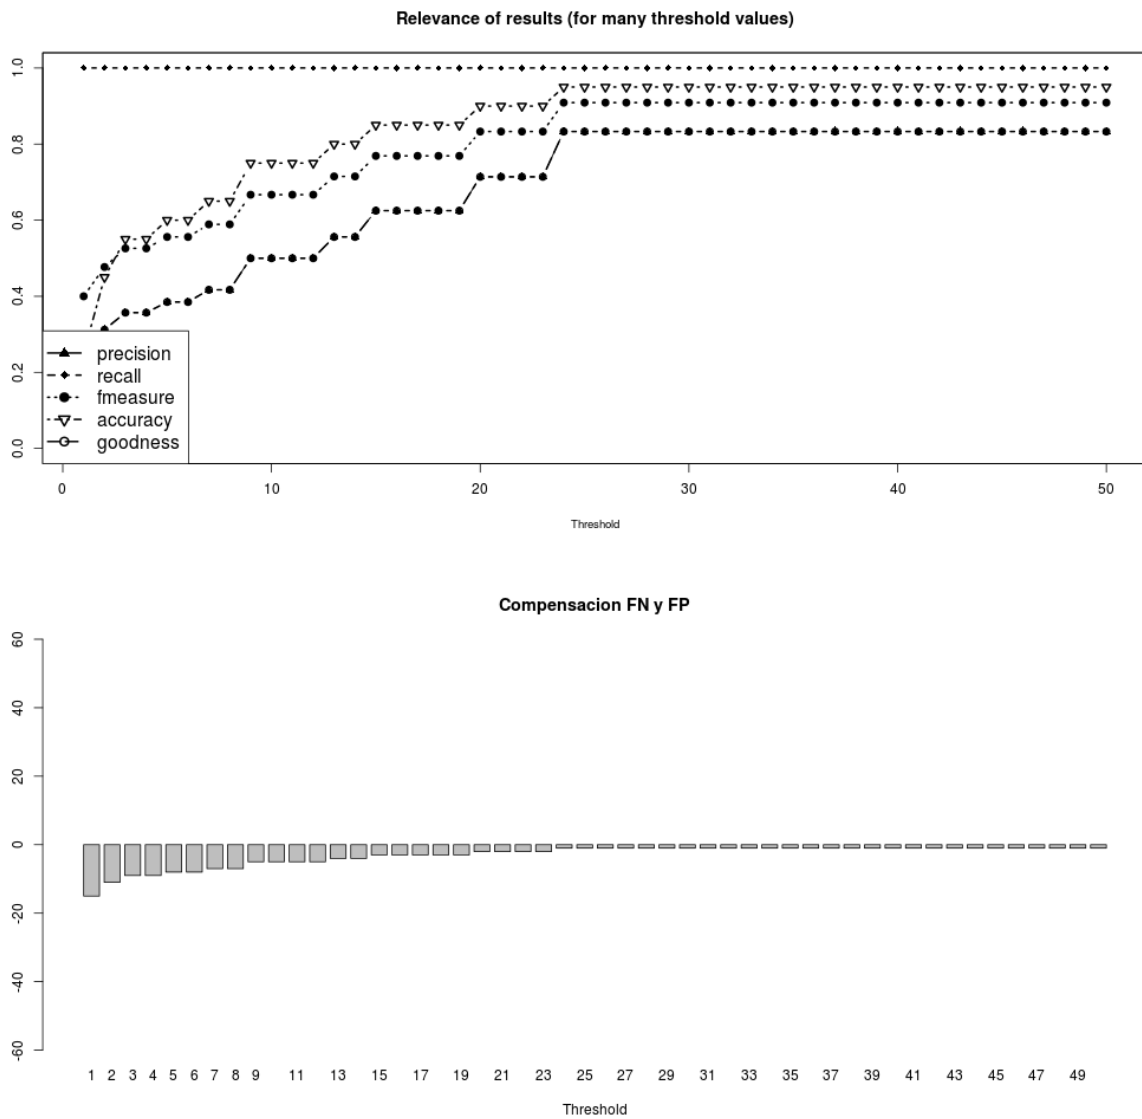 Relevance of results (for many threshold values)
1.0
0.8
0.6
0.4
0.2
0.0
precision
recall
fmeasure
accuracy
goodness
0 10 20 30 40 50
Threshold
Compensacion FN y FP
60
40
20
0
-20
-40
-60
1 2 3 4 5 6 7 8 9 11 13 15 17 19 21 23 25 27 29 31 33 35 37 39 41 43 45 47 49
Threshold